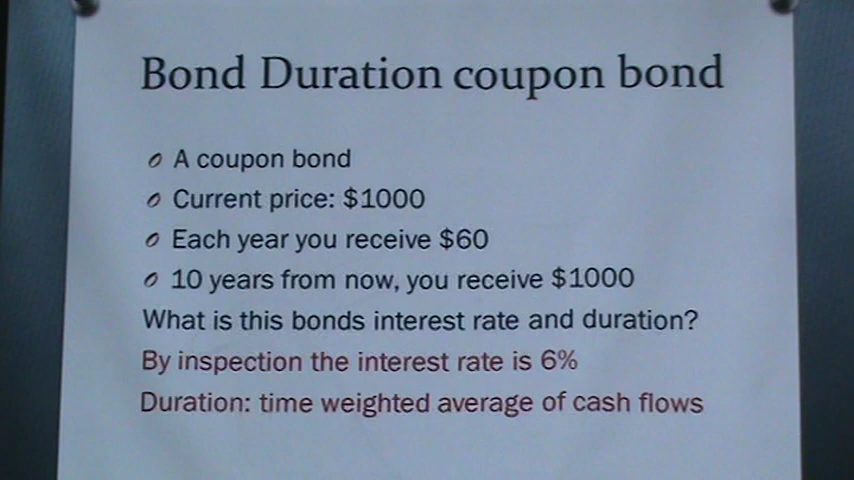 Bond Duration coupon bond
A coupon bond
Current price: $1000
Each year you receive $60
10 years from now, you receive $1000
What is this bonds interest rate and duration?
By inspection the interest rate is 6%
Duration: time weighted average of cash flows